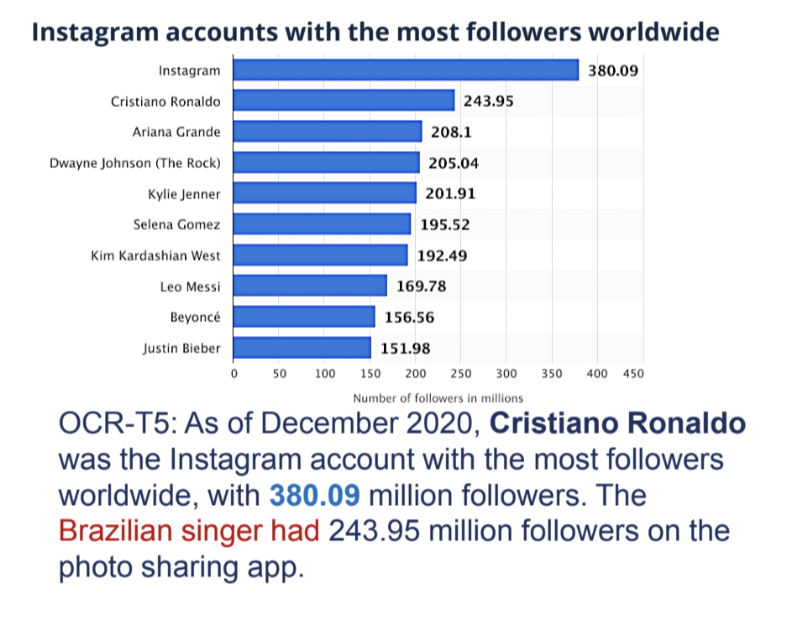 Instagram accounts with the most followers worldwide
Instagram 380.09
Cristiano Ronaldo 243.95
Ariana Grande 208.1
Dwayne Johnson (The Rock) 205.04
Kylie Jenner 201.91
Selena Gomez 195.52
Kim Kardashian West 192.49
Leo Messi 169.78
Beyoncé 156.56
Justin Bieber 151.98
0 50 100 150 200 250 300 350 400 450
Number of followers in millions
OCR-T5: As of December 2020, Cristiano Ronaldo
was the Instagram account with the most followers
worldwide, with 380.09 million followers. The
Brazilian singer had 243.95 million followers on the
photo sharing app.